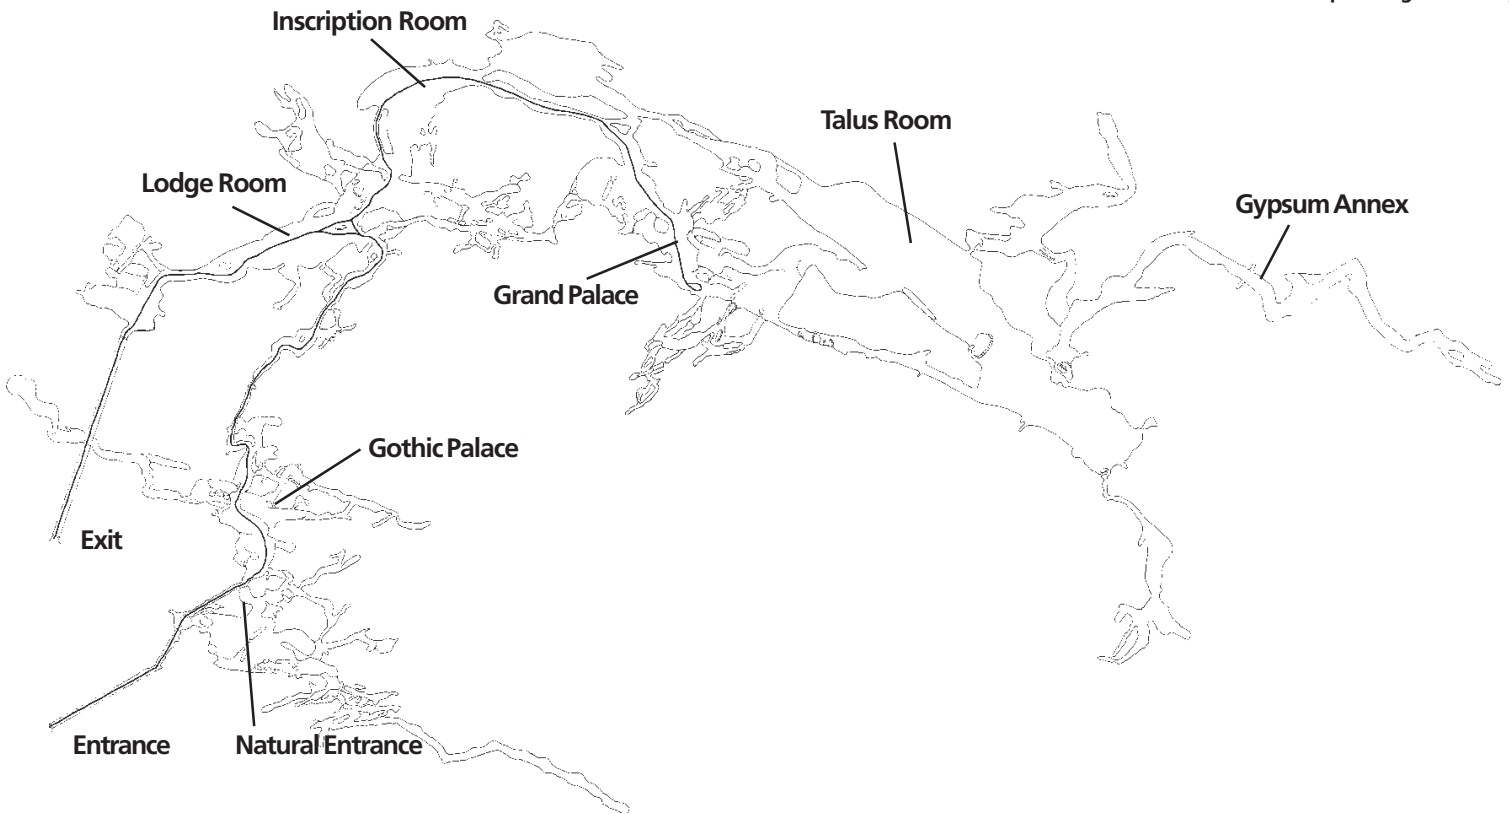 Inscription Room
Talus Room
Lodge Room
Gypsum Annex
Grand Palace
Gothic Palace
Exit
Entrance
Natural Entrance